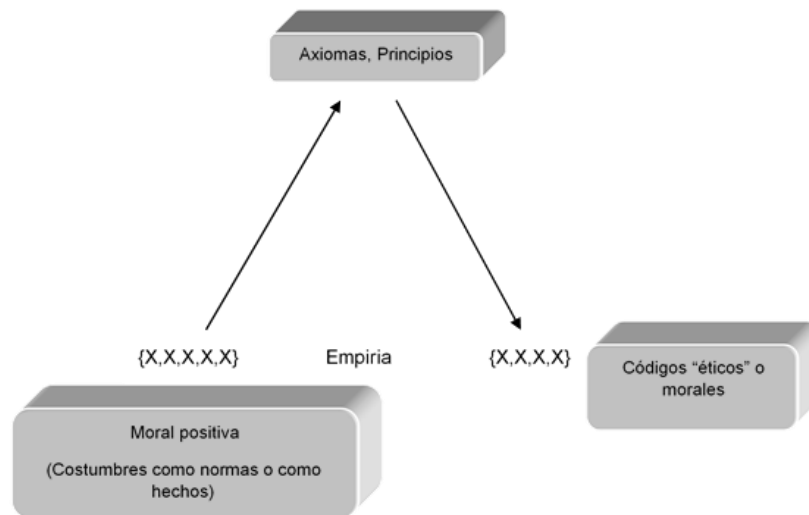 Axiomas, Principios
{X,X,X,X,X}
Empiria
{X,X,X,X}
Códigos “éticos” o
morales
Moral positiva
(Costumbres como normas o como
hechos)